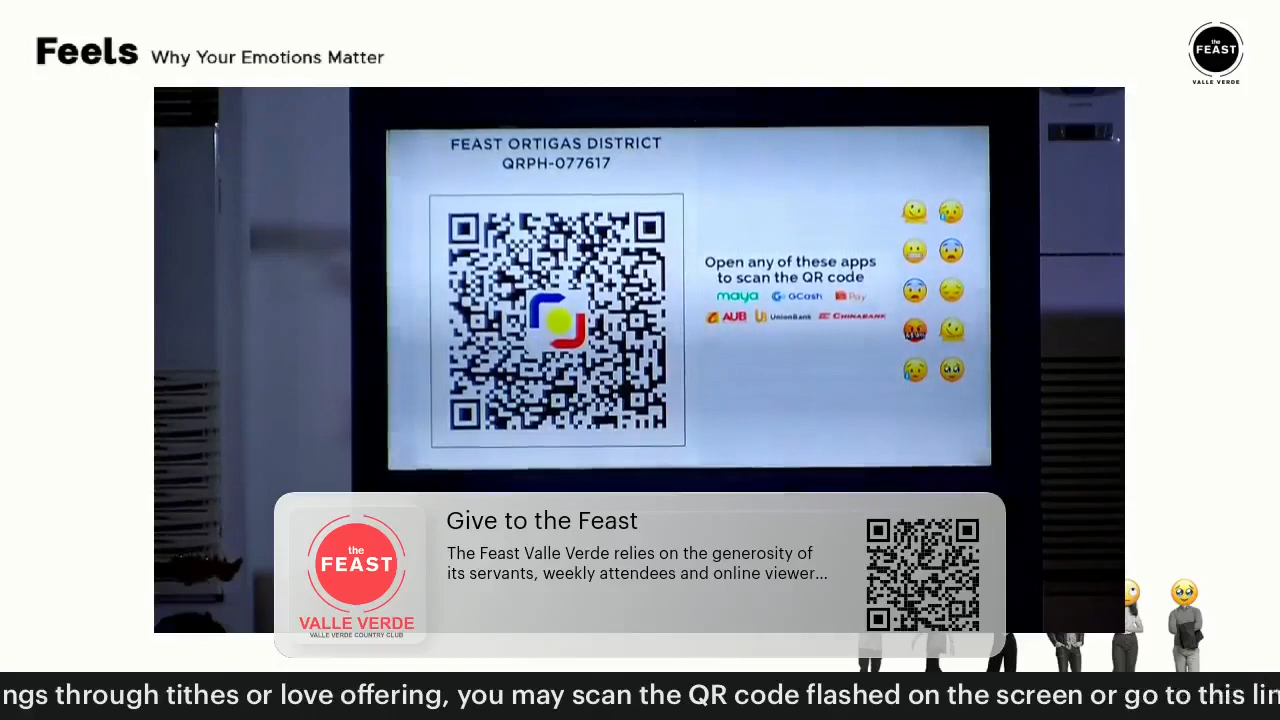 Feels Why Your Emotions Matter
the
FEAST
VALLE VERDE
FEAST ORTIGAS DISTRICT
QRPH-077617
Open any of these apps
to scan the QR code
maya GCash Pay
AUB UnionBank CHINABANK
Give to the Feast
The Feast Valle Verde relies on the generosity of
its servants, weekly attendees and online viewer...
the
FEAST
VALLE VERDE
VALLE VERDE COUNTRY CLUB
ngs through tithes or love offering, you may scan the QR code flashed on the screen or go to this lin